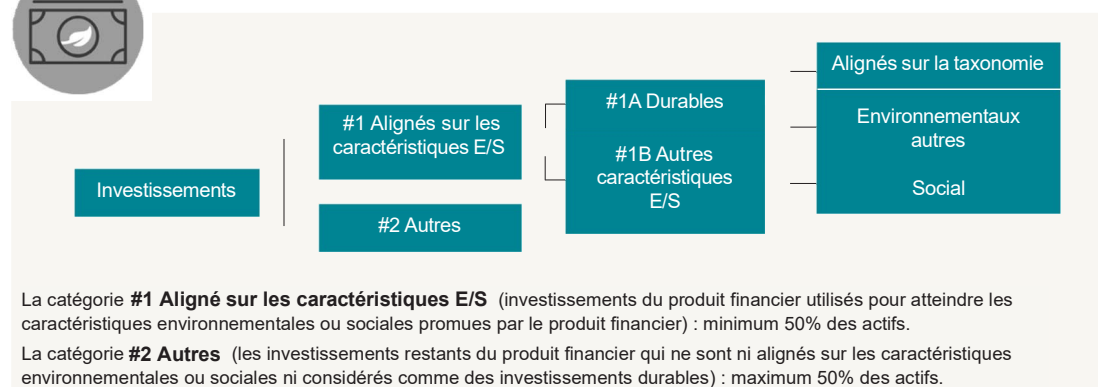 Investissements
#1 Alignés sur les
caractéristiques E/S
#2 Autres
#1A Durables
#1B Autres
caractéristiques
E/S
Alignés sur la taxonomie
Environnementaux
autres
Social
La catégorie #1 Aligné sur les caractéristiques E/S (investissements du produit financier utilisés pour atteindre les
caractéristiques environnementales ou sociales promues par le produit financier) : minimum 50% des actifs.
La catégorie #2 Autres (les investissements restants du produit financier qui ne sont ni alignés sur les caractéristiques
environnementales ou sociales ni considérés comme des investissements durables) : maximum 50% des actifs.